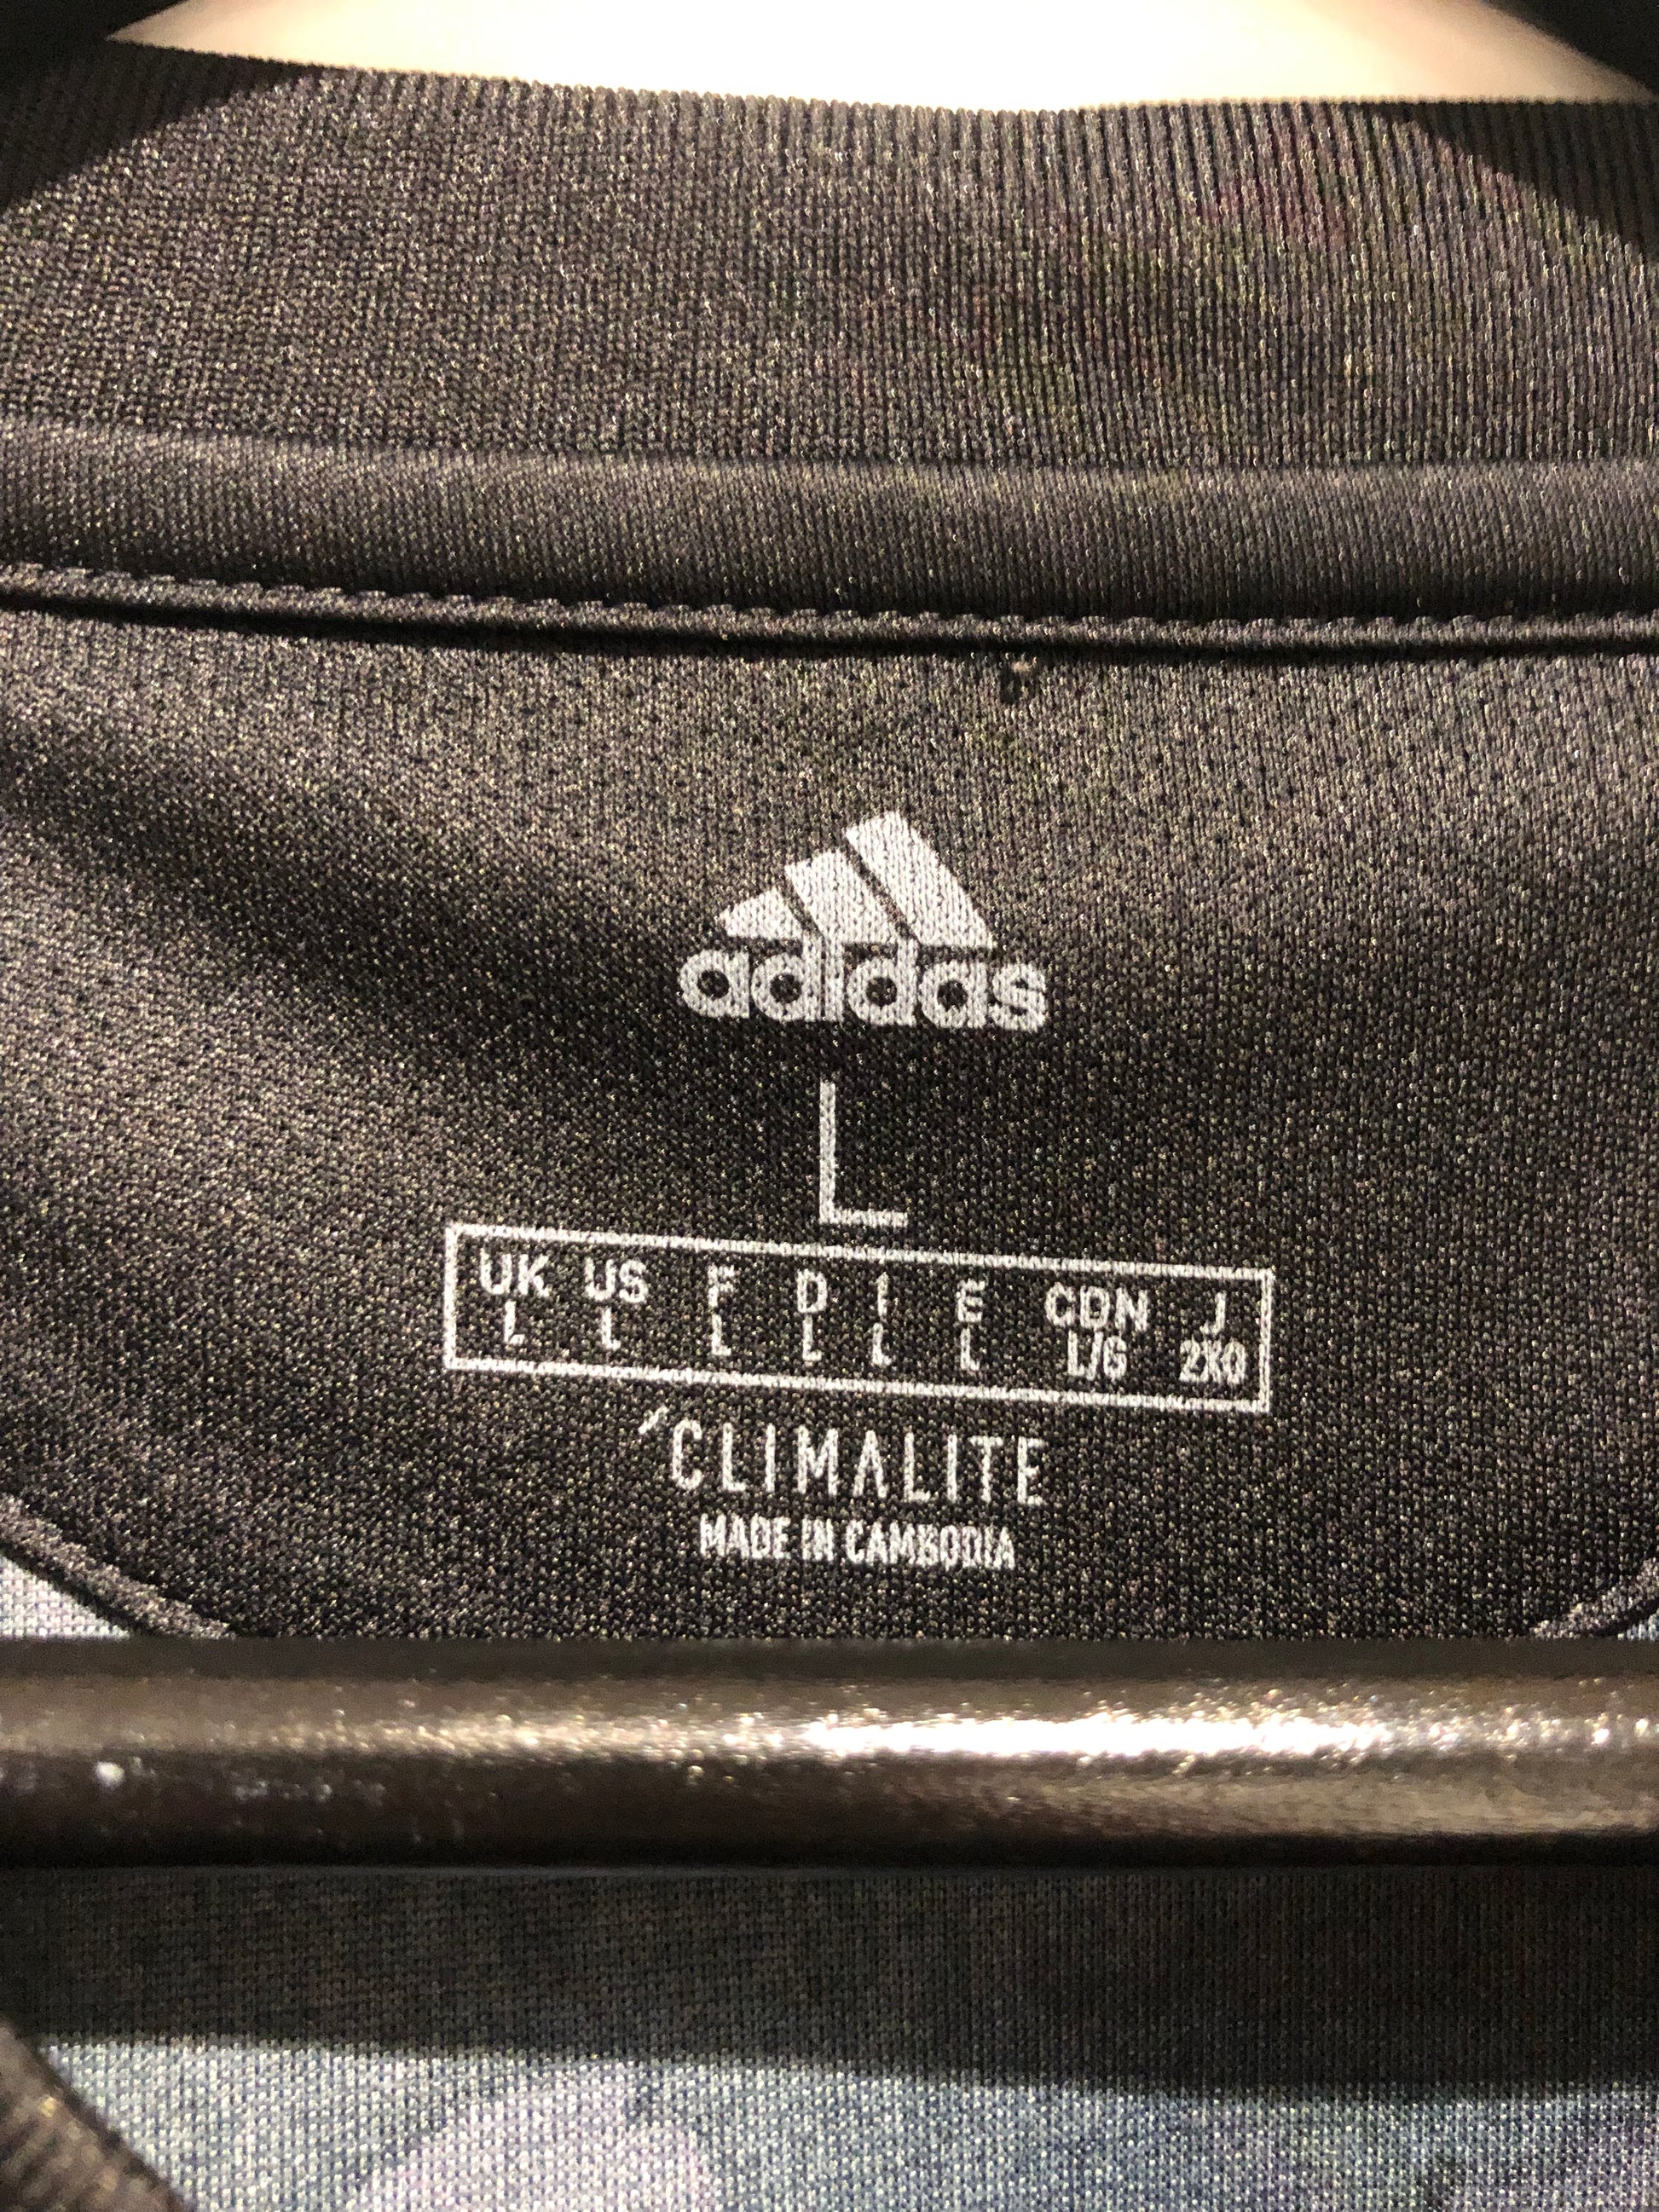 adidas
L
UK US F D I E CDN J
L L L L L L L/G 2XO
CLIMALITE
MADE IN CAMBODIA